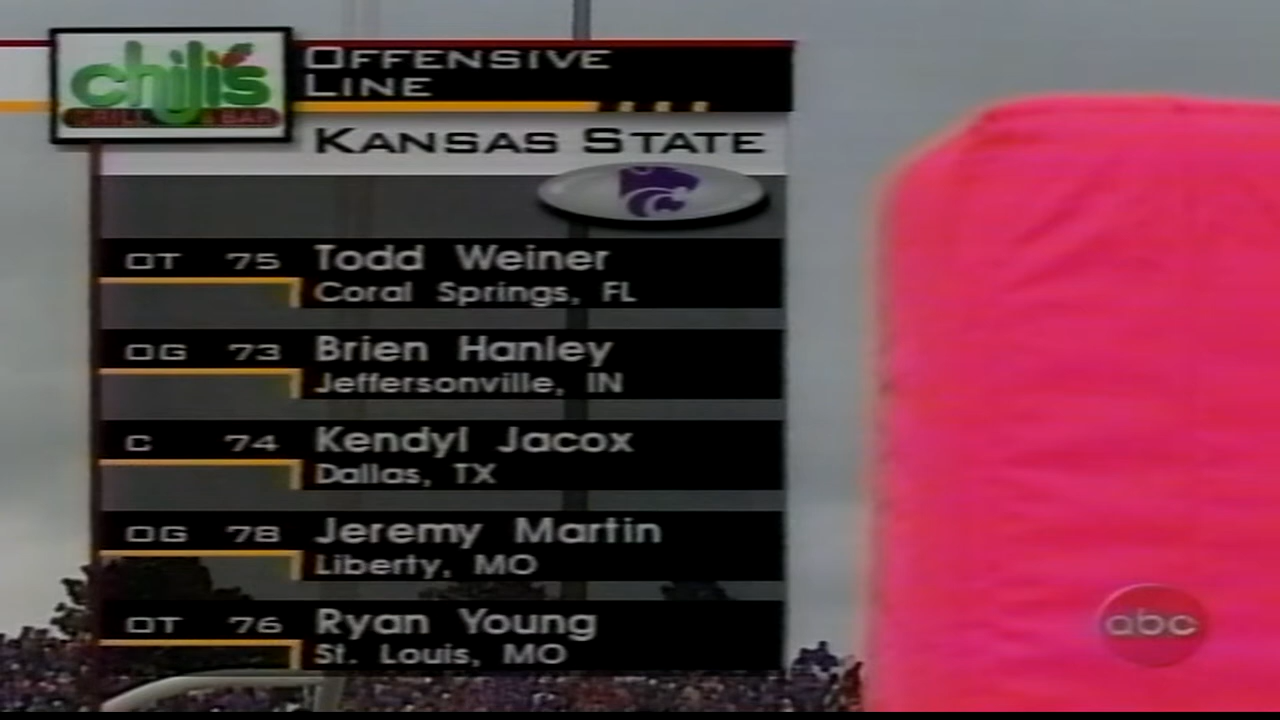 chili's
GRILL & BAR
OFFENSIVE
LINE
KANSAS STATE
OT 75 Todd Weiner
Coral Springs, FL
OG 73 Brien Hanley
Jeffersonville, IN
C 74 Kendyl Jacox
Dallas, TX
OG 78 Jeremy Martin
Liberty, MO
OT 76 Ryan Young
St. Louis, MO
abc